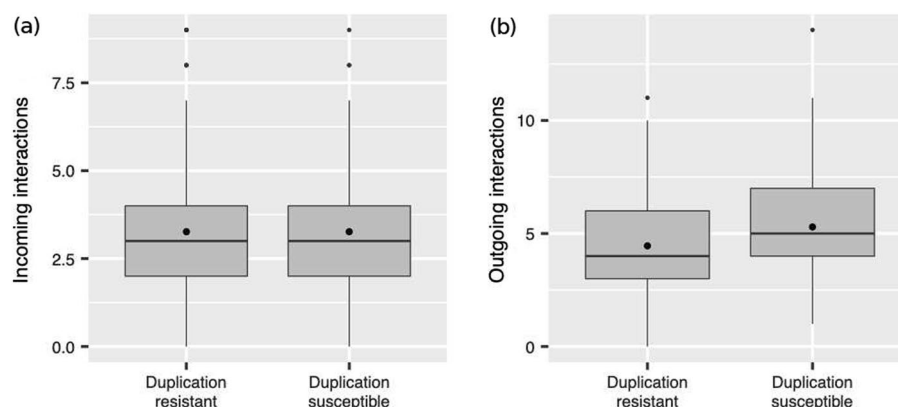 (a)
Incoming interactions
7.5
5.0
2.5
0.0
Duplication
resistant
Duplication
susceptible
(b)
Outgoing interactions
10
5
0
Duplication
resistant
Duplication
susceptible